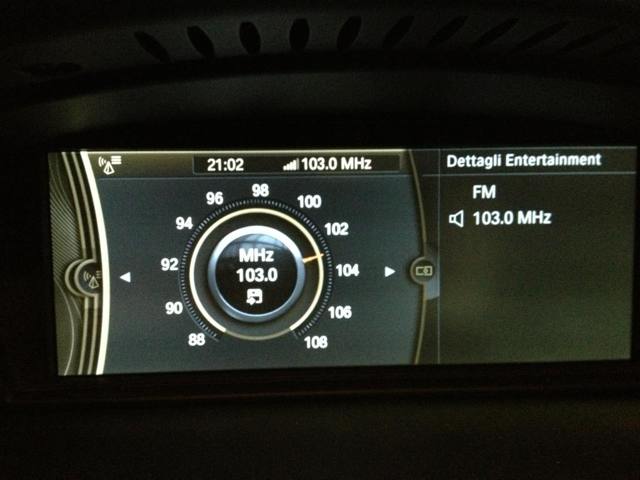 21:02 103.0 MHz
Dettagli Entertainment
FM
103.0 MHz
98
96 100
94 102
MHz
92 103.0 104
90 106
88 108